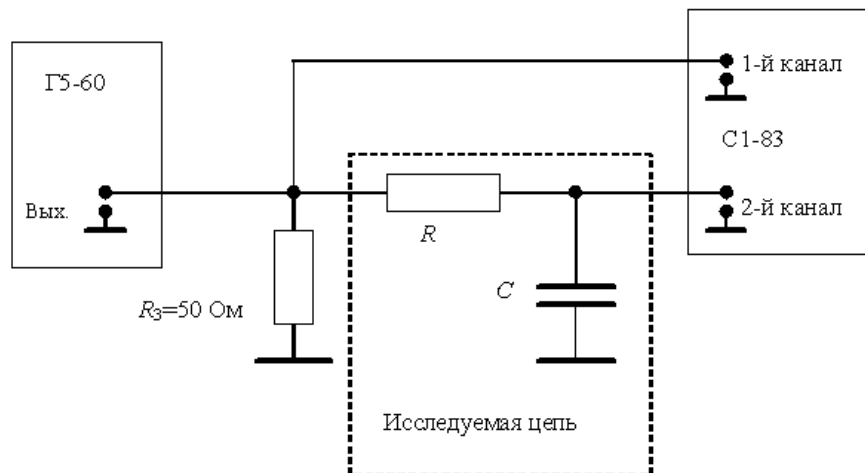 Г5-60
1-й канал
С1-83
Вых.
2-й канал
R
C
R3=50 Ом
Исследуемая цепь